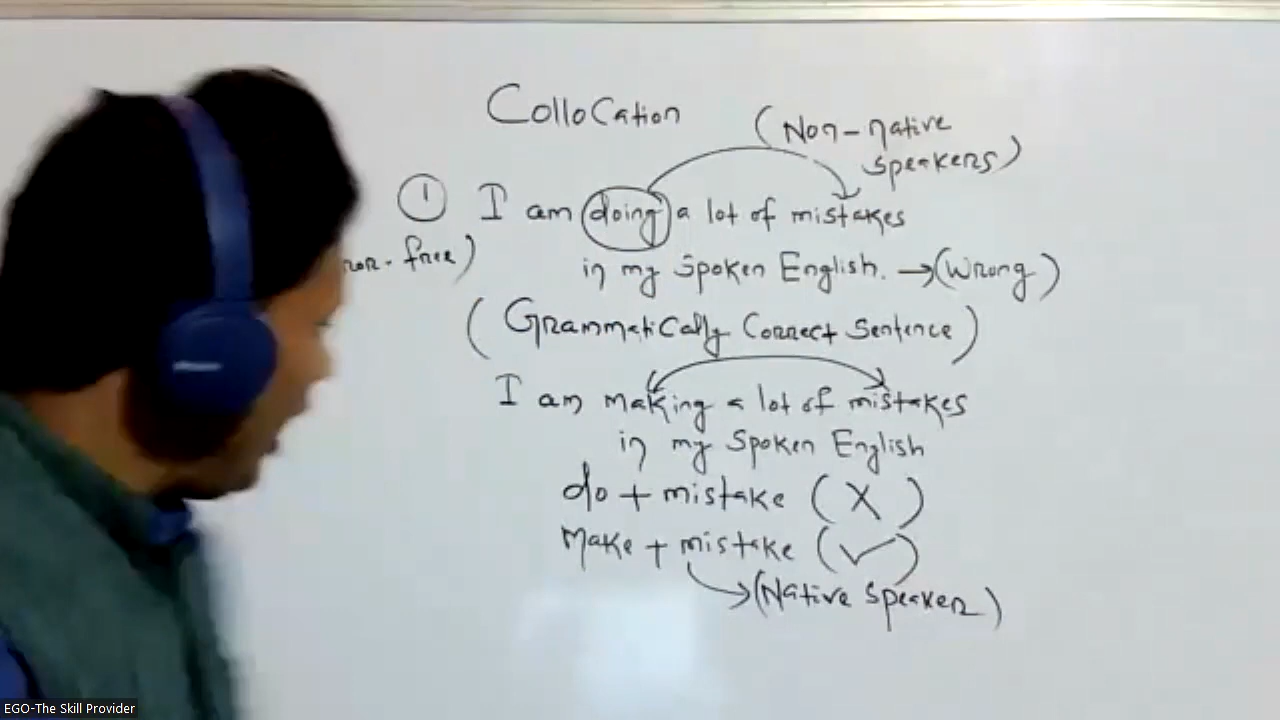 Collocation
(Non-native
speakers)
① I am doing a lot of mistakes
ror-free)
in my spoken English. →(Wrong)
(Grammatically Correct Sentence)
I am making a lot of mistakes
in my Spoken English
do + mistake (X)
Make + mistake (✓)
→(Native Speaker)
EGO-The Skill Provider